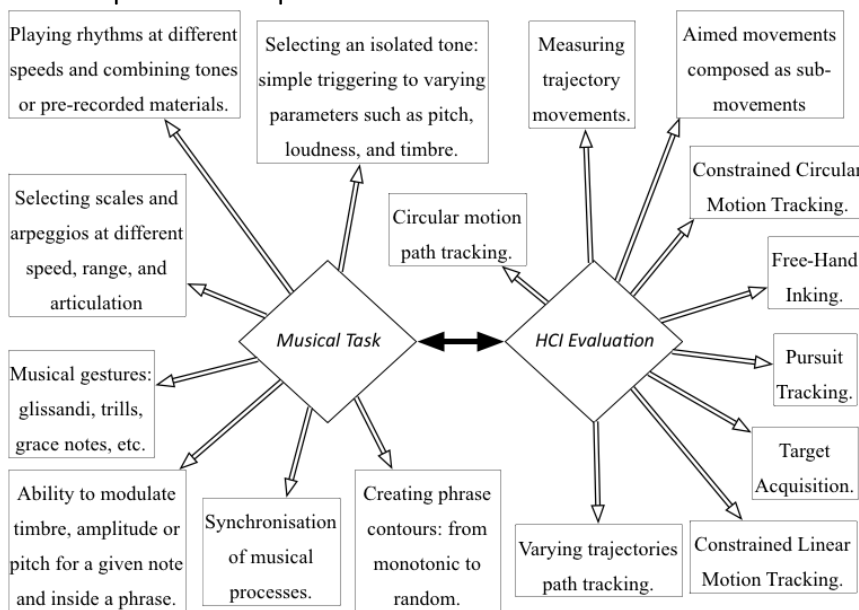 Playing rhythms at different
speeds and combining tones
or pre-recorded materials.
Selecting an isolated tone:
simple triggering to varying
parameters such as pitch,
loudness, and timbre.
Measuring
trajectory
movements.
Aimed movements
composed as sub-
movements
Selecting scales and
arpeggios at different
speed, range, and
articulation
Circular motion
path tracking.
Constrained Circular
Motion Tracking.
Free-Hand
Inking.
Musical Task
HCI Evaluation
Musical gestures:
glissandi, trills,
grace notes, etc.
Pursuit
Tracking.
Target
Acquisition.
Ability to modulate
timbre, amplitude or
pitch for a given note
and inside a phrase.
Synchronisation
of musical
processes.
Creating phrase
contours: from
monotonic to
random.
Varying trajectories
path tracking.
Constrained Linear
Motion Tracking.